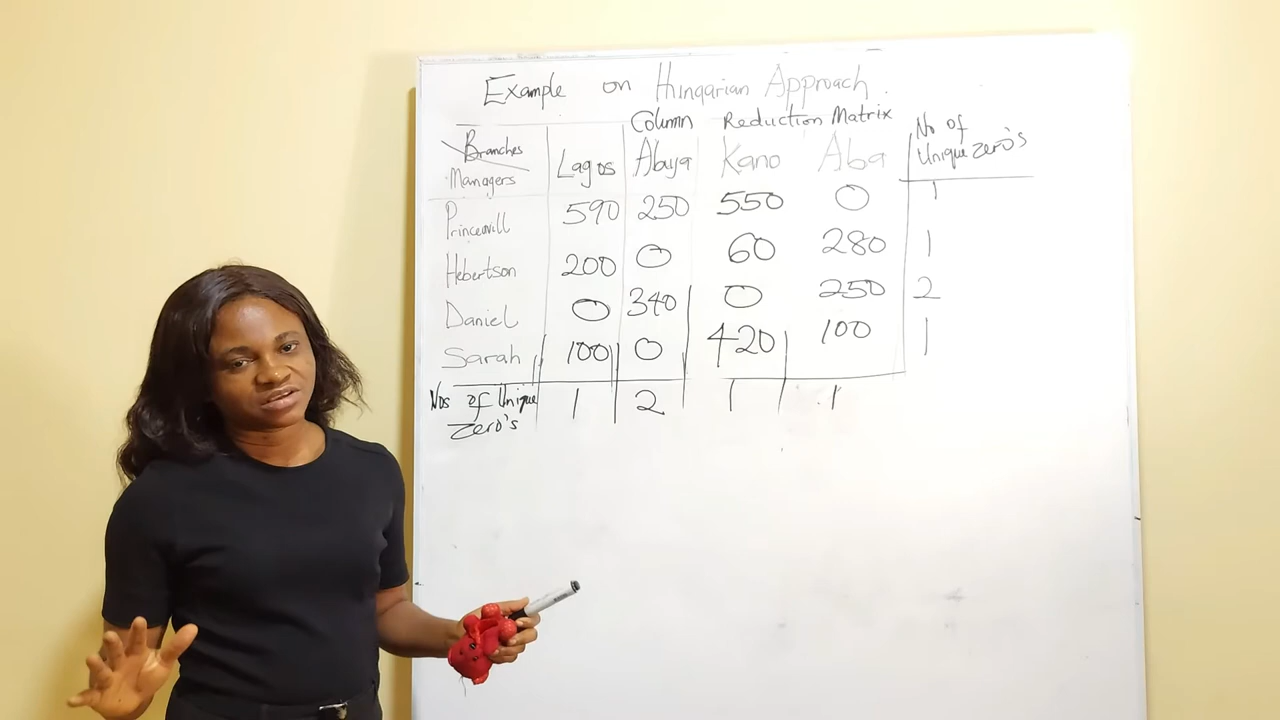 Example on Hungarian Approach.
Column Reduction Matrix
Branches
Managers Lagos Abuja Kano Aba No of Unique zero's
Princewill 590 250 550 0 1
Hebertson 200 0 60 280 1
Daniel 0 340 0 250 2
Sarah 100 0 420 100 1
Nos of Unique Zero's 1 2 1 1